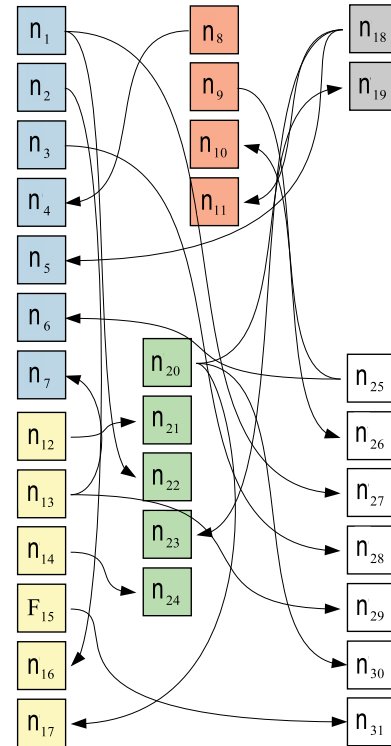 n₁
n₂
n₃
n₄
n₅
n₆
n₇
n₁₂
n₁₃
n₁₄
F₁₅
n₁₆
n₁₇
n₈
n₉
n₁₀
n₁₁
n₂₀
n₂₁
n₂₂
n₂₃
n₂₄
n₁₈
n₁₉
n₂₅
n₂₆
n₂₇
n₂₈
n₂₉
n₃₀
n₃₁